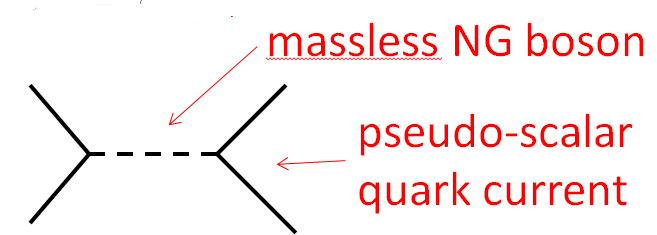 massless NG boson
pseudo-scalar
quark current